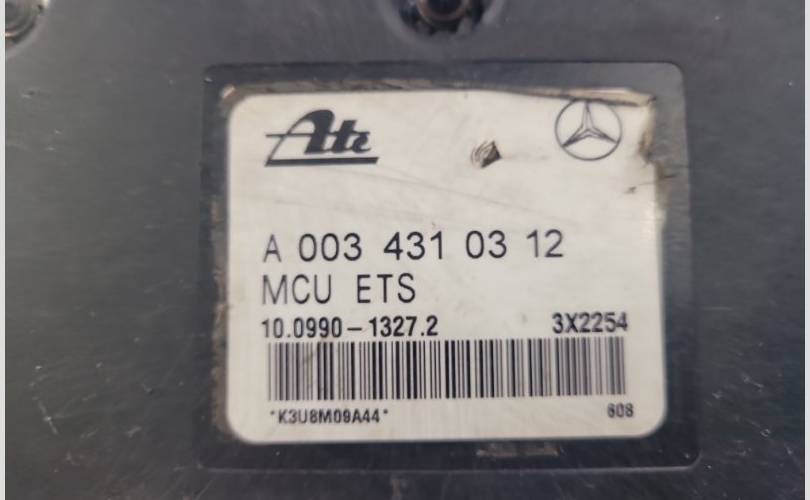 Ate
A 003 431 03 12
MCU ETS
10.0990-1327.2 3X2254
*K3U8M09A44* 608